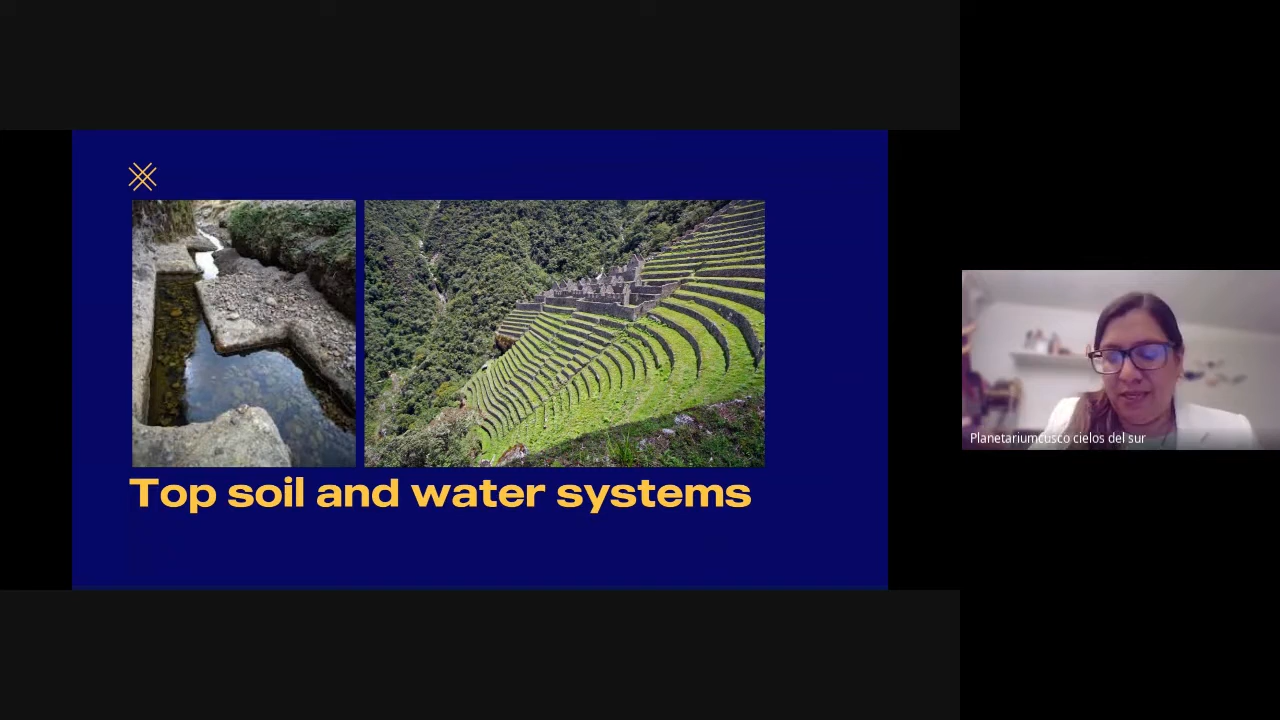 Top soil and water systems
Planetariumcusco cielos del sur